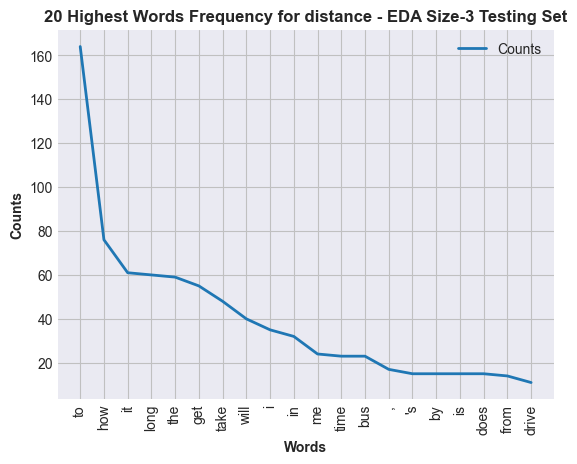 20 Highest Words Frequency for distance - EDA Size-3 Testing Set
Counts
160
140
120
100
80
60
40
20
Counts
to
how
it
long
the
get
take
will
i
in
me
time
bus
,
's
by
is
does
from
drive
Words